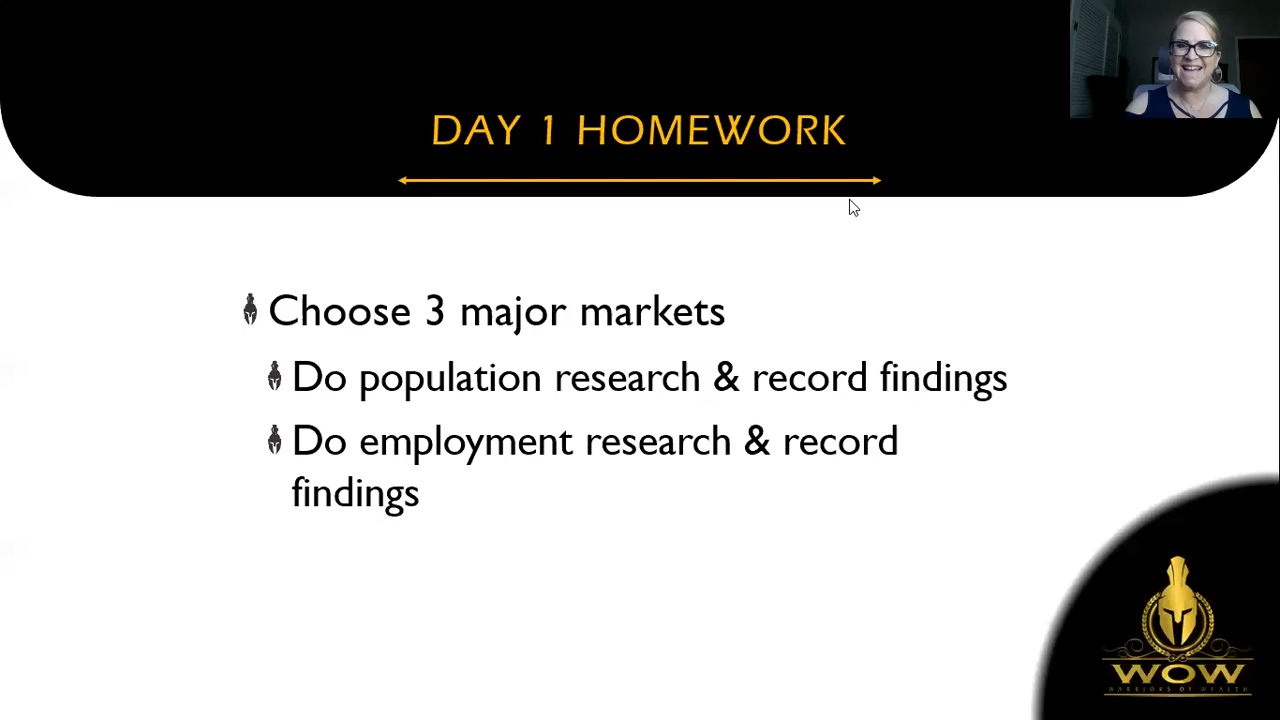 DAY 1 HOMEWORK
Choose 3 major markets
Do population research & record findings
Do employment research & record
findings
WOW
WARRIORS OF WEALTH